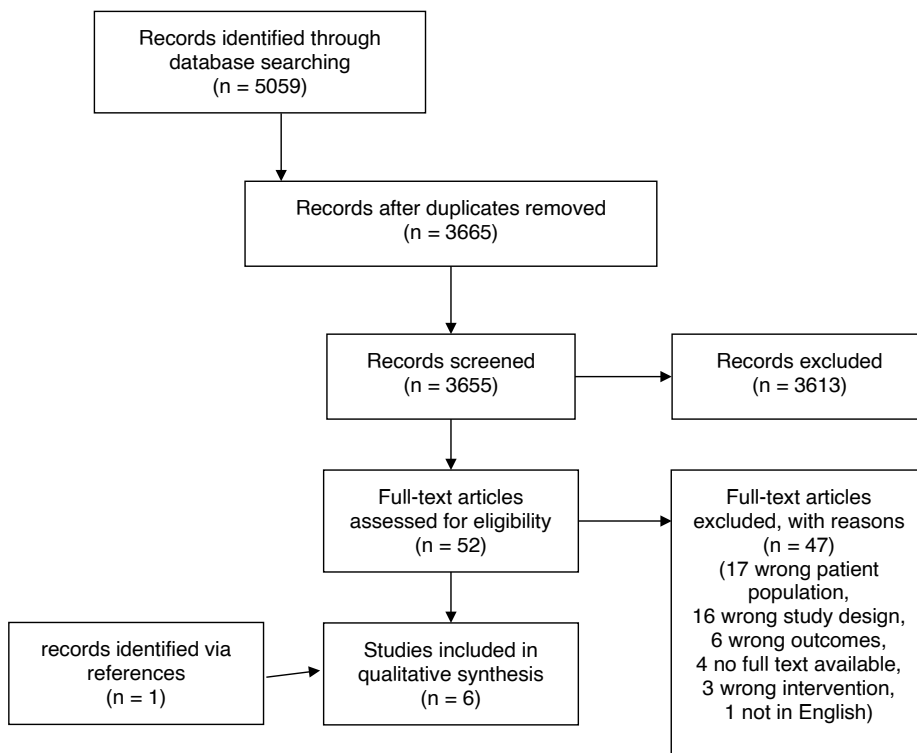 Records identified through
database searching
(n = 5059)
Records after duplicates removed
(n = 3665)
Records screened
(n = 3655)
Records excluded
(n = 3613)
Full-text articles
assessed for eligibility
(n = 52)
Full-text articles
excluded, with reasons
(n = 47)
(17 wrong patient
population,
16 wrong study design,
6 wrong outcomes,
4 no full text available,
3 wrong intervention,
1 not in English)
records identified via
references
(n = 1)
Studies included in
qualitative synthesis
(n = 6)